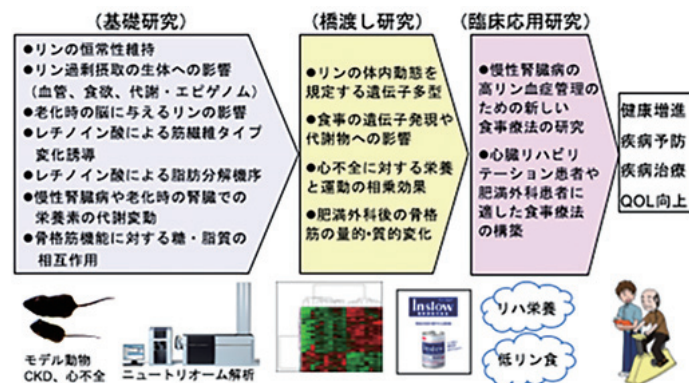 (基礎研究)
●リンの恒常性維持
●リン過剰摂取の生体への影響
(血管、食欲、代謝・エピゲノム)
●老化時の脳に与えるリンの影響
●レチノイン酸による筋繊維タイプ
変化誘導
●レチノイン酸による脂肪分解機序
●慢性腎臓病や老化時の腎臓での
栄養素の代謝変動
●骨格筋機能に対する糖・脂質の
相互作用
(橋渡し研究)
●リンの体内動態を
規定する遺伝子多型
●食事の遺伝子発現や
代謝物への影響
●心不全に対する栄養
と運動の相乗効果
●肥満外科後の骨格
筋の量的・質的変化
(臨床応用研究)
●慢性腎臓病の
高リン血症管理の
ための新しい
食事療法の研究
●心臓リハビリ
テーション患者や
肥満外科患者に
適した食事療法
の構築
健康増進
疾病予防
疾病治療
QOL向上
モデル動物
CKD、心不全
ニュートリオーム解析
Inslow
Inslow
リハ栄養
低リン食